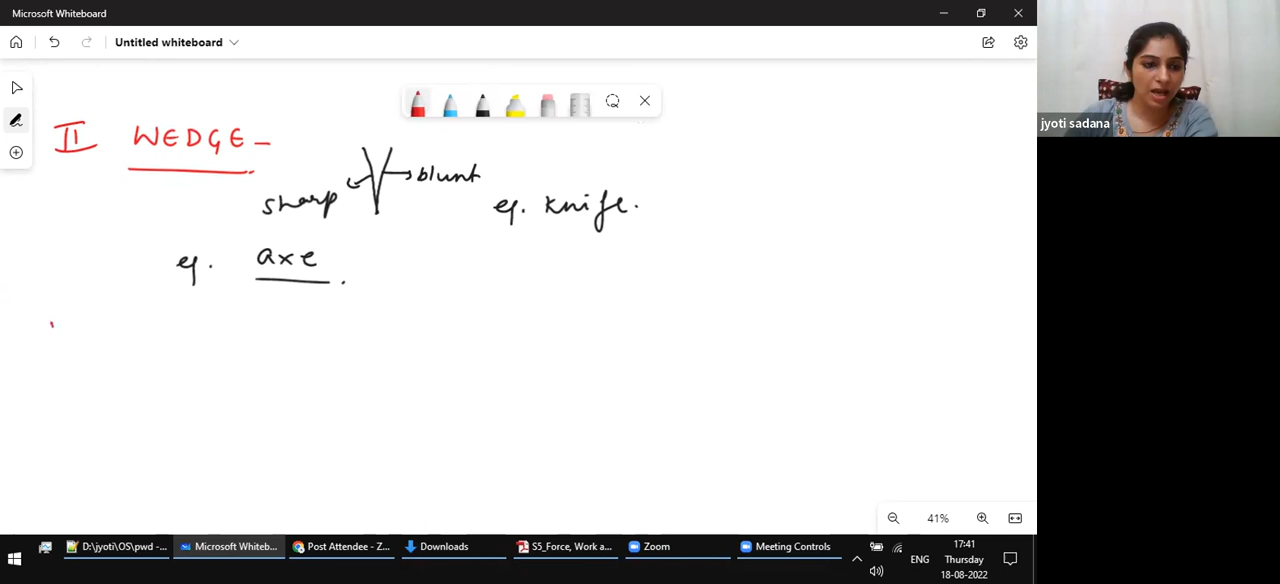 Microsoft Whiteboard
Untitled whiteboard
jyoti sadana
II WEDGE -
blunt
sharp
eg. knife.
eg. axe.
41%
D:\jyoti\OS\pwd -...
Microsoft Whiteb...
Post Attendee - Z...
Downloads
S5_Force, Work a...
Zoom
Meeting Controls
ENG
17:41
Thursday
18-08-2022